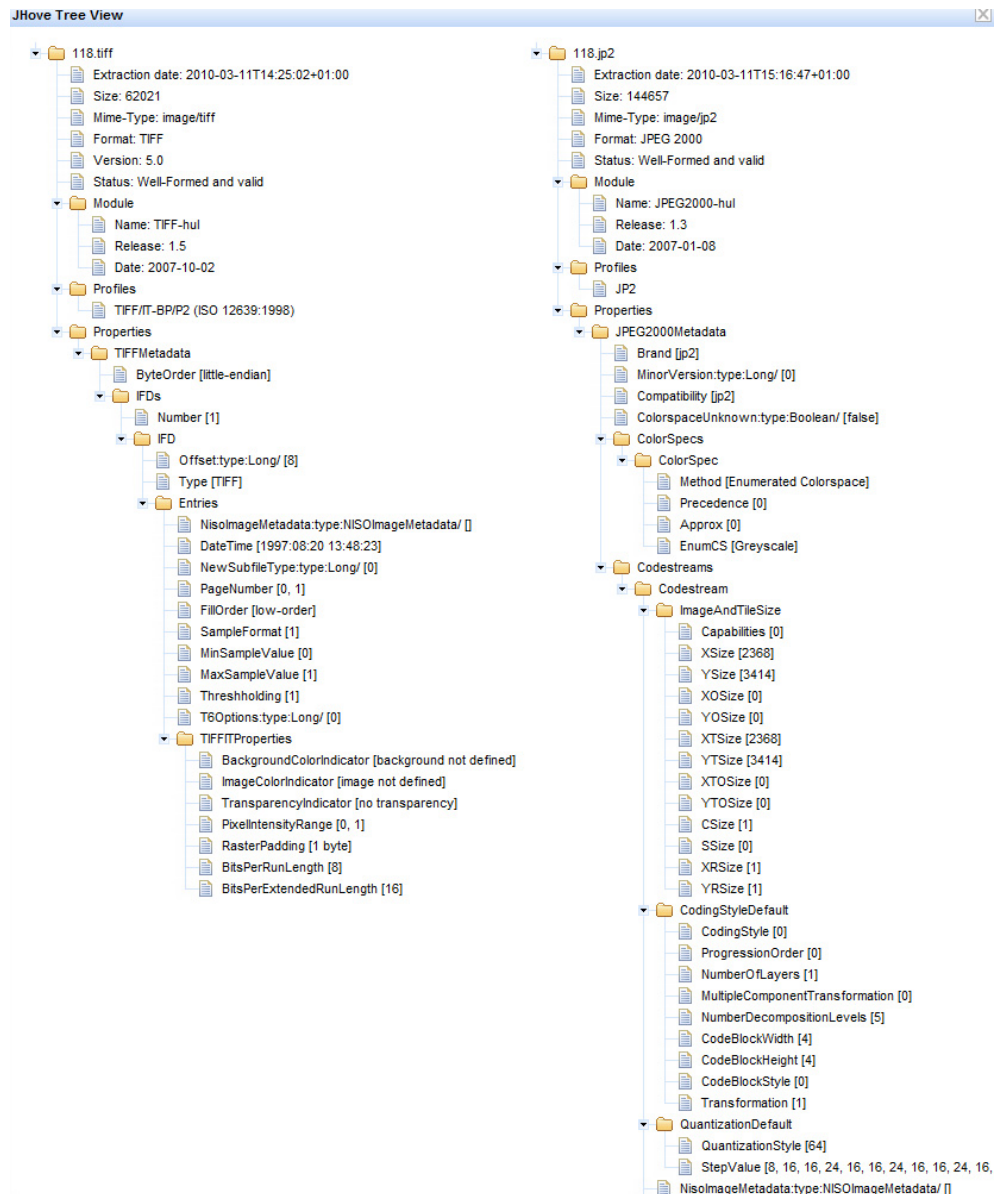 JHove Tree View
118.tiff
Extraction date: 2010-03-11T14:25:02+01:00
Size: 62021
Mime-Type: image/tiff
Format: TIFF
Version: 5.0
Status: Well-Formed and valid
Module
Name: TIFF-hul
Release: 1.5
Date: 2007-10-02
Profiles
TIFF/IT-BP/P2 (ISO 12639:1998)
Properties
TIFFMetadata
ByteOrder [little-endian]
IFDs
Number [1]
IFD
Offset:type:Long/ [8]
Type [TIFF]
Entries
NisoImageMetadata:type:NISOImageMetadata/ []
DateTime [1997:08:20 13:48:23]
NewSubfileType:type:Long/ [0]
PageNumber [0, 1]
FillOrder [low-order]
SampleFormat [1]
MinSampleValue [0]
MaxSampleValue [1]
Threshholding [1]
T6Options:type:Long/ [0]
TIFFITProperties
BackgroundColorIndicator [background not defined]
ImageColorIndicator [image not defined]
TransparencyIndicator [no transparency]
PixelIntensityRange [0, 1]
RasterPadding [1 byte]
BitsPerRunLength [8]
BitsPerExtendedRunLength [16]
118.jp2
Extraction date: 2010-03-11T15:16:47+01:00
Size: 144657
Mime-Type: image/jp2
Format: JPEG 2000
Status: Well-Formed and valid
Module
Name: JPEG2000-hul
Release: 1.3
Date: 2007-01-08
Profiles
JP2
Properties
JPEG2000Metadata
Brand [jp2]
MinorVersion:type:Long/ [0]
Compatibility [jp2]
ColorspaceUnknown:type:Boolean/ [false]
ColorSpecs
ColorSpec
Method [Enumerated Colorspace]
Precedence [0]
Approx [0]
EnumCS [Greyscale]
Codestreams
Codestream
ImageAndTileSize
Capabilities [0]
XSize [2368]
YSize [3414]
XOSize [0]
YOSize [0]
XTSize [2368]
YTSize [3414]
XTOSize [0]
YTOSize [0]
CSize [1]
SSize [0]
XRSize [1]
YRSize [1]
CodingStyleDefault
CodingStyle [0]
ProgressionOrder [0]
NumberOfLayers [1]
MultipleComponentTransformation [0]
NumberDecompositionLevels [5]
CodeBlockWidth [4]
CodeBlockHeight [4]
CodeBlockStyle [0]
Transformation [1]
QuantizationDefault
QuantizationStyle [64]
StepValue [8, 16, 16, 24, 16, 16, 24, 16, 16, 24, 16,
NisoImageMetadata:type:NISOImageMetadata/ []